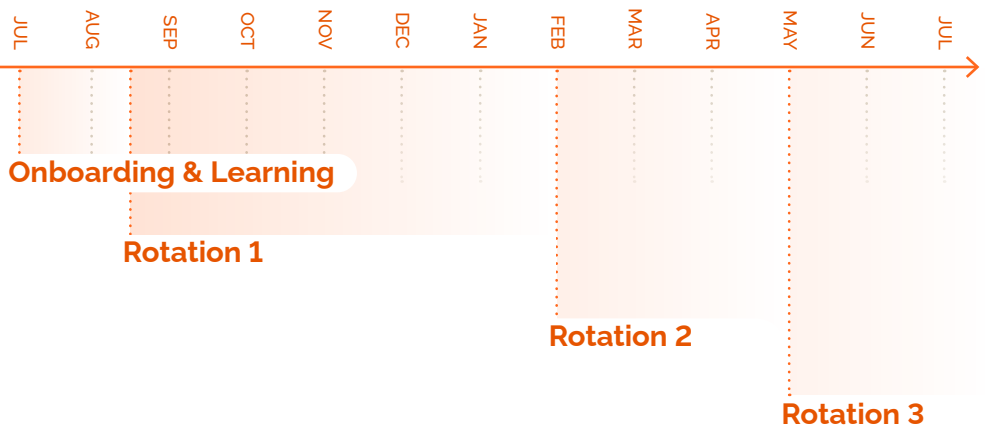 JUL
AUG
SEP
OCT
NOV
DEC
JAN
FEB
MAR
APR
MAY
JUN
JUL
Onboarding & Learning
Rotation 1
Rotation 2
Rotation 3